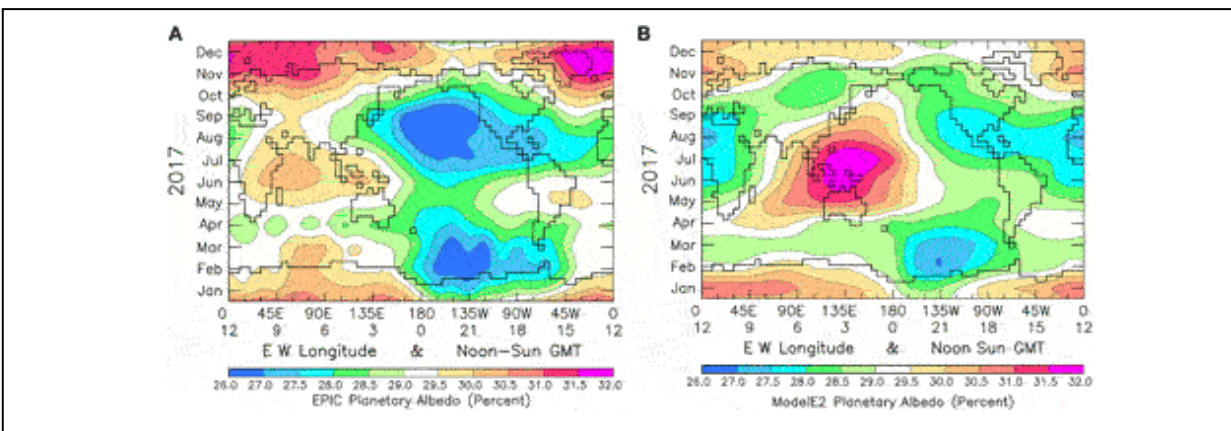 A
B
Dec
Nov
Oct
Sep
Aug
Jul
Jun
May
Apr
Mar
Feb
Jan
2017
0 45E 90E 135E 180 135W 90W 45W 0
12 9 6 3 0 21 18 15 12
E W Longitude & Noon-Sun GMT
26.0 27.0 27.5 28.0 28.5 29.0 29.5 30.0 30.5 31.0 31.5 32.0
EPIC Planetary Albedo (Percent)
Dec
Nov
Oct
Sep
Aug
Jul
Jun
May
Apr
Mar
Feb
Jan
2017
0 45E 90E 135E 180 135W 90W 45W 0
12 9 6 3 0 21 18 15 12
E W Longitude & Noon Sun GMT
26.0 27.0 27.5 28.0 28.5 29.0 29.5 30.0 30.5 31.0 31.5 32.0
ModelE2 Planetary Albedo (Percent)